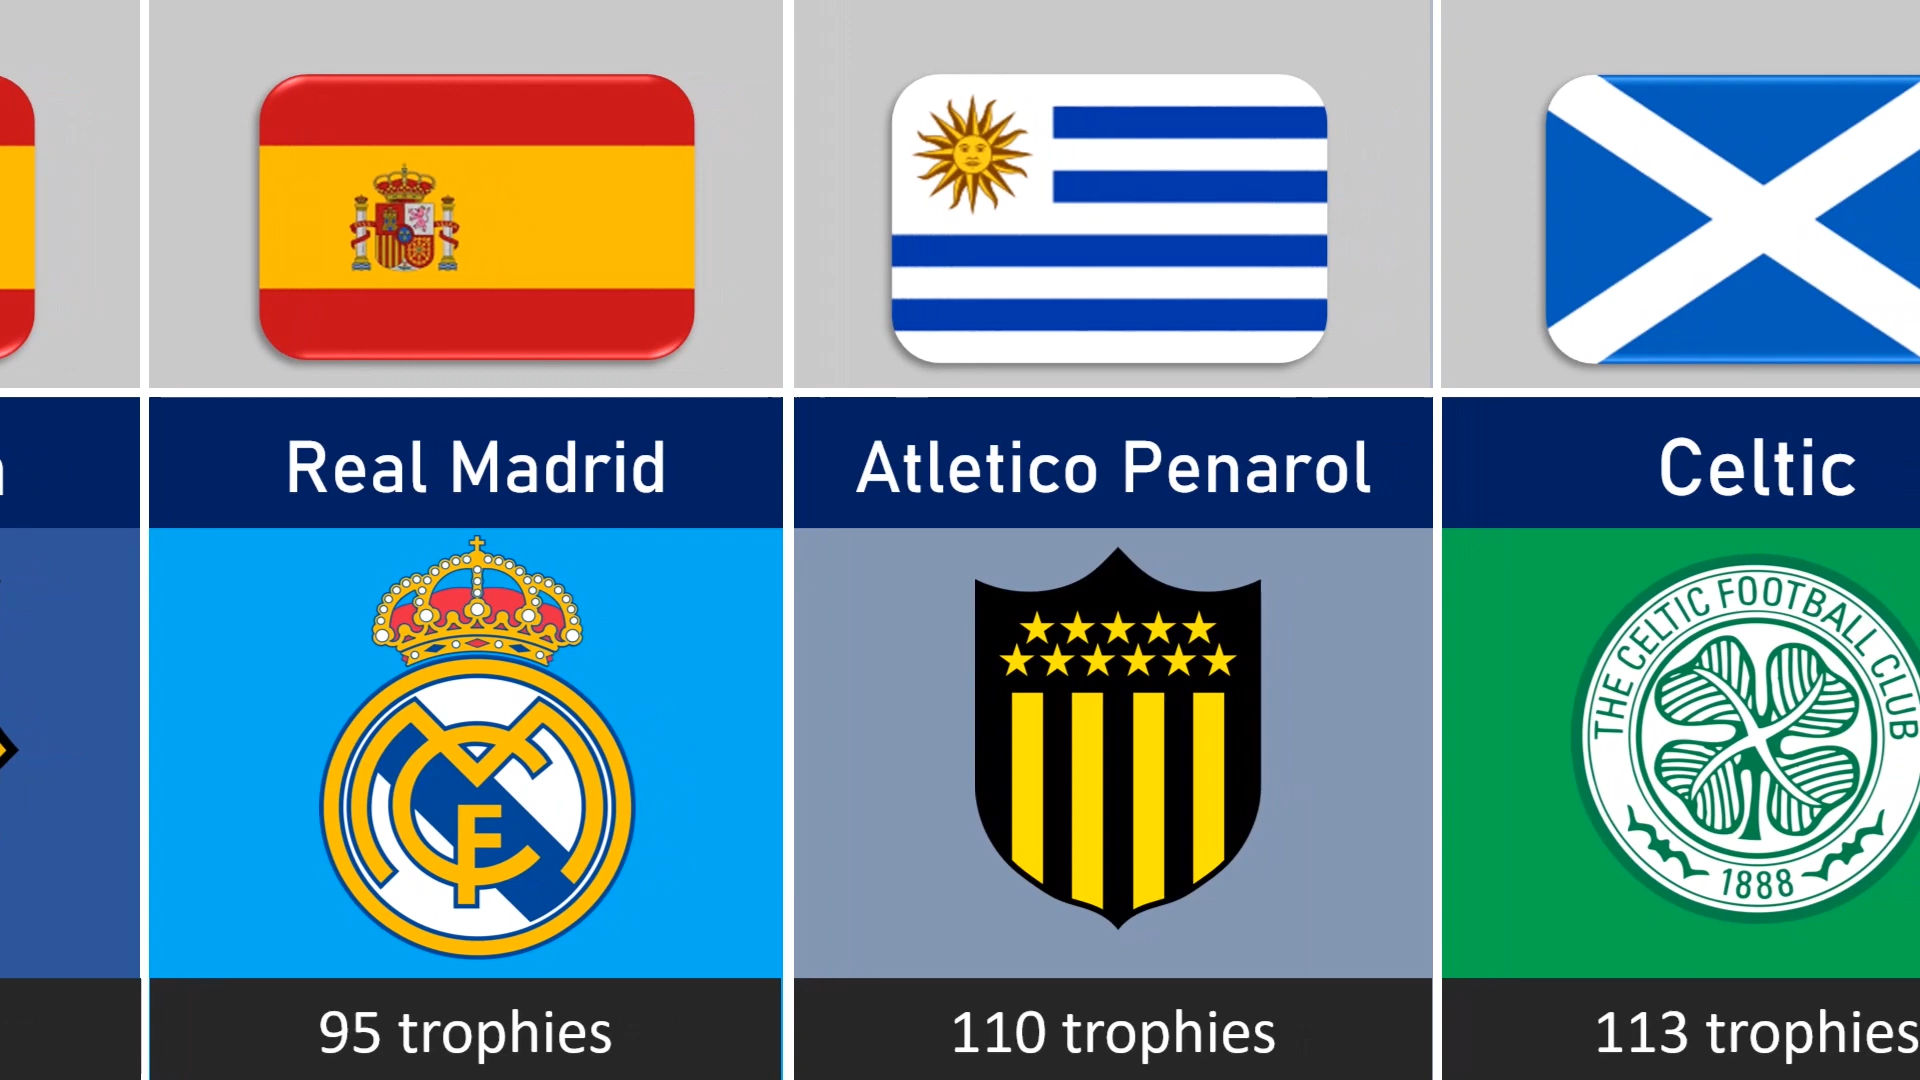 Real Madrid
Atletico Penarol
Celtic
THE CELTIC FOOTBALL CLUB
1888
95 trophies
110 trophies
113 trophies